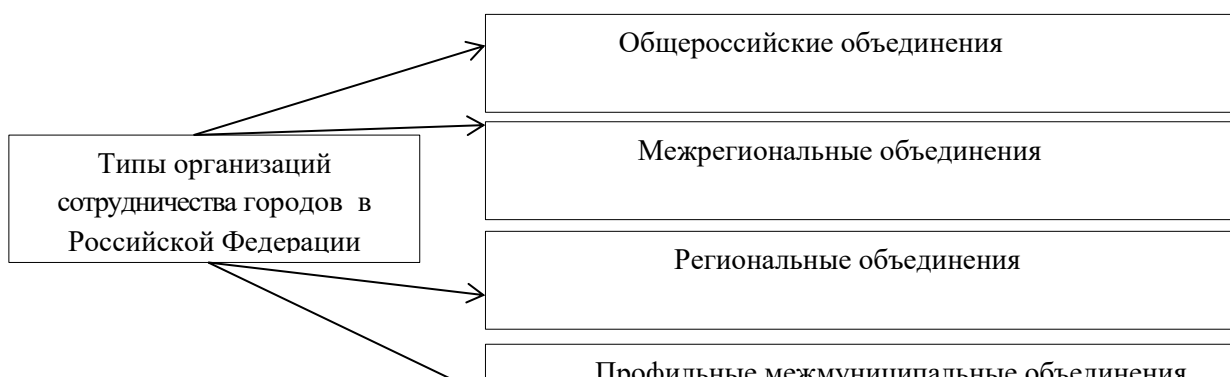 Общероссийские объединения
Межрегиональные объединения
Типы организаций
сотрудничества городов в
Российской Федерации
Региональные объединения
Профильные межмуниципальные объединения